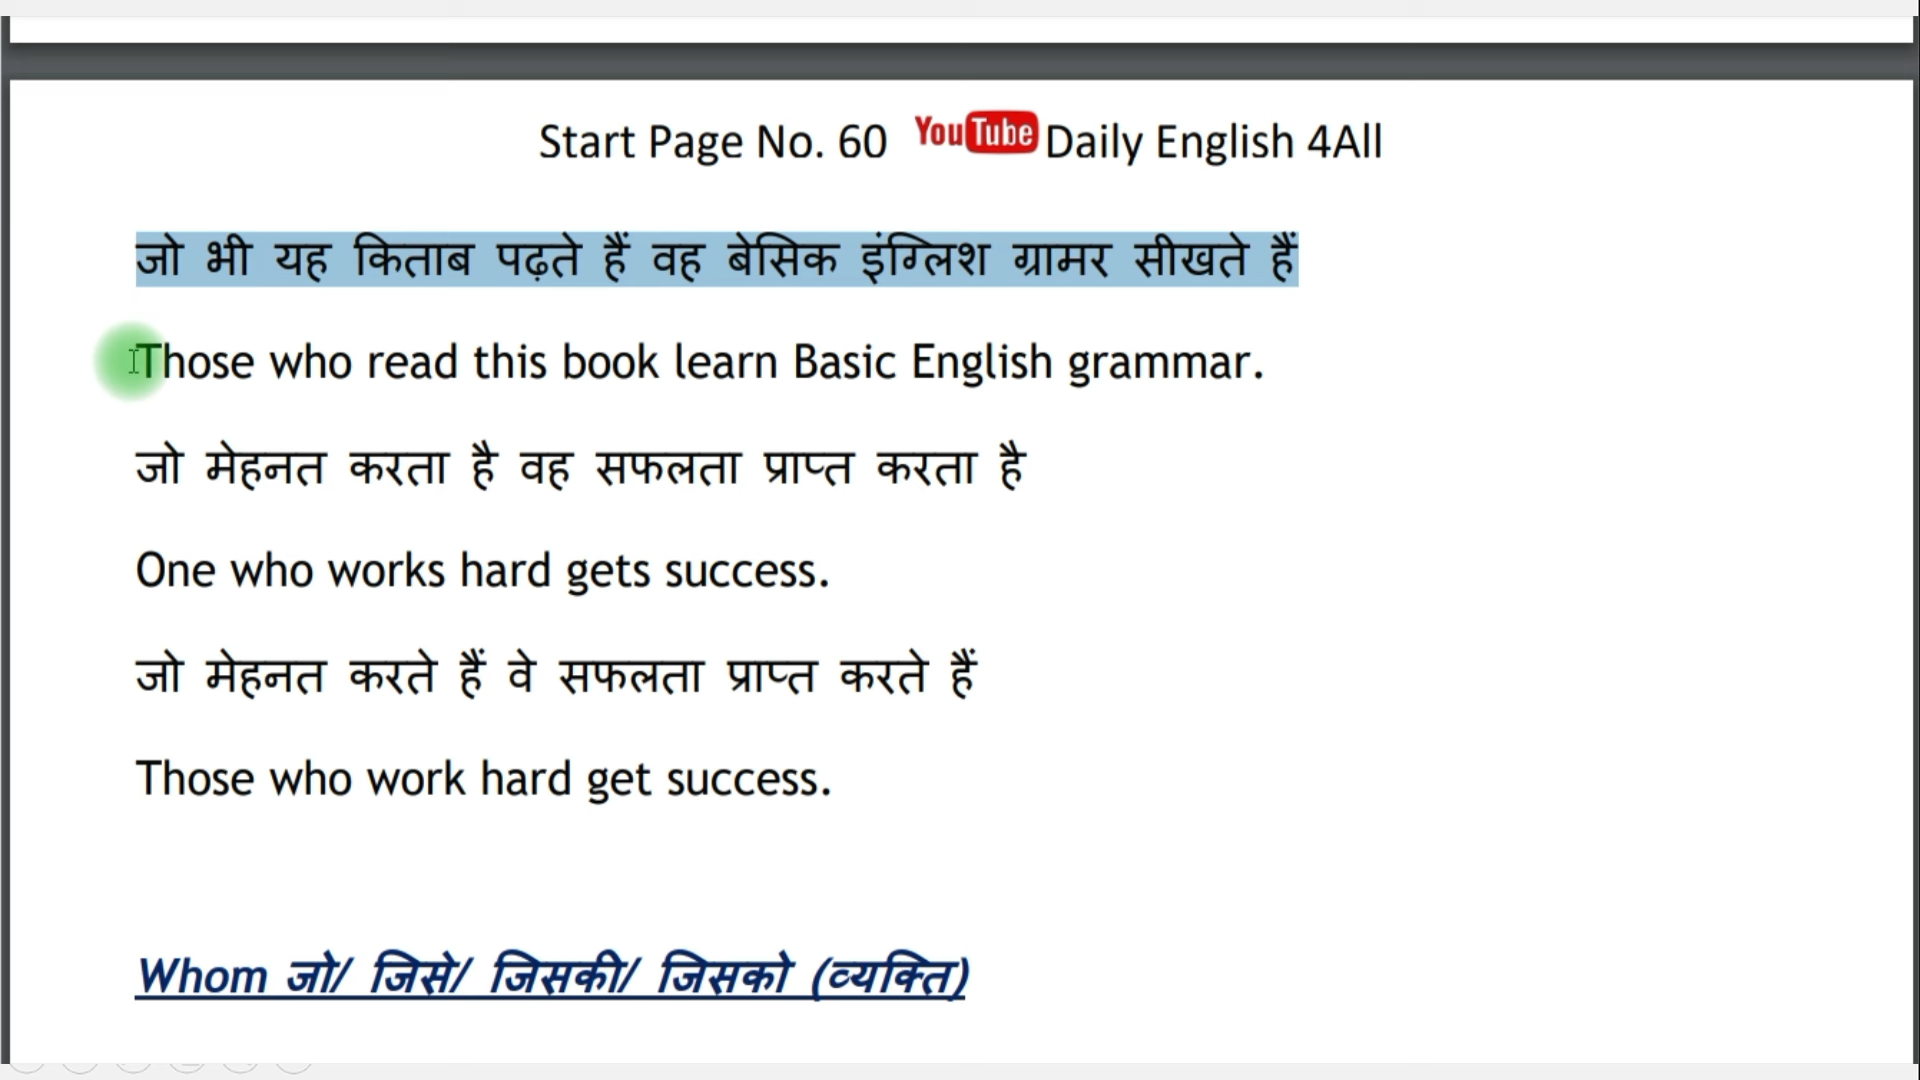 Start Page No. 60 YouTube Daily English 4All
जो भी यह किताब पढ़ते हैं वह बेसिक इंग्लिश ग्रामर सीखते हैं
Those who read this book learn Basic English grammar.
जो मेहनत करता है वह सफलता प्राप्त करता है
One who works hard gets success.
जो मेहनत करते हैं वे सफलता प्राप्त करते हैं
Those who work hard get success.
Whom जो/ जिसे/ जिसकी/ जिसको (व्यक्ति)